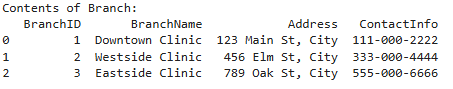 Contents of Branch:
BranchID BranchName Address ContactInfo
0 1 Downtown Clinic 123 Main St, City 111-000-2222
1 2 Westside Clinic 456 Elm St, City 333-000-4444
2 3 Eastside Clinic 789 Oak St, City 555-000-6666